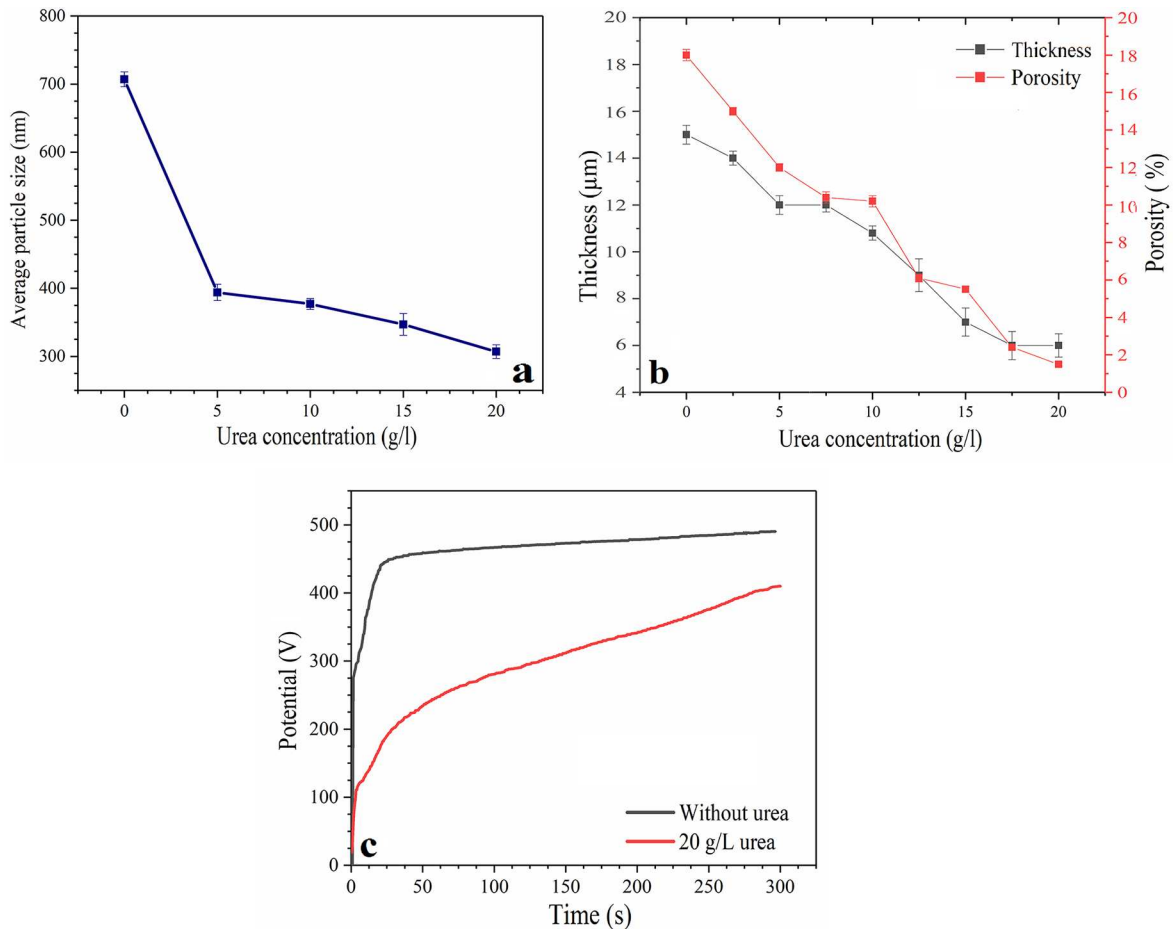 800
700
600
500
400
300
Average particle size (nm)
0 5 10 15 20
Urea concentration (g/l)
a
20
18
16
14
12
10
8
6
4
Thickness (μm)
Thickness
Porosity
20
18
16
14
12
10
8
6
4
2
0
Porosity ( %)
0 5 10 15 20
Urea concentration (g/l)
b
500
400
300
200
100
0
Potential (V)
Without urea
20 g/L urea
c
0 50 100 150 200 250 300
Time (s)